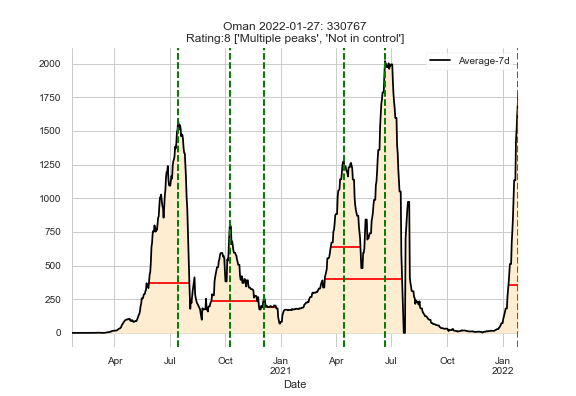 Oman 2022-01-27: 330767
Rating:8 ['Multiple peaks', 'Not in control']
Average-7d
2000
1750
1500
1250
1000
750
500
250
0
Apr Jul Oct Jan Apr Jul Oct Jan
2021 2022
Date